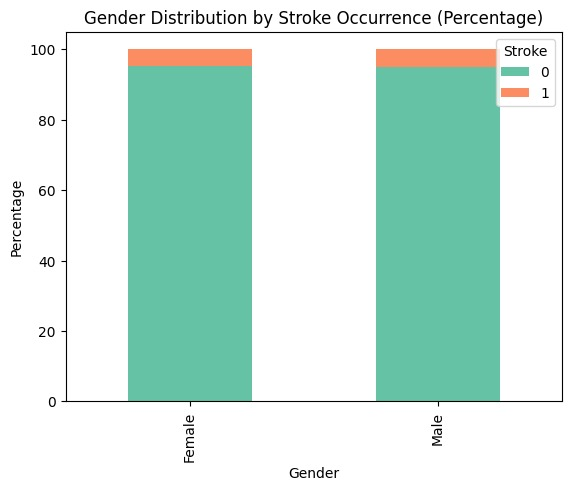 Gender Distribution by Stroke Occurrence (Percentage)
Stroke
0
1
100
80
60
40
20
0
Percentage
Female
Male
Gender